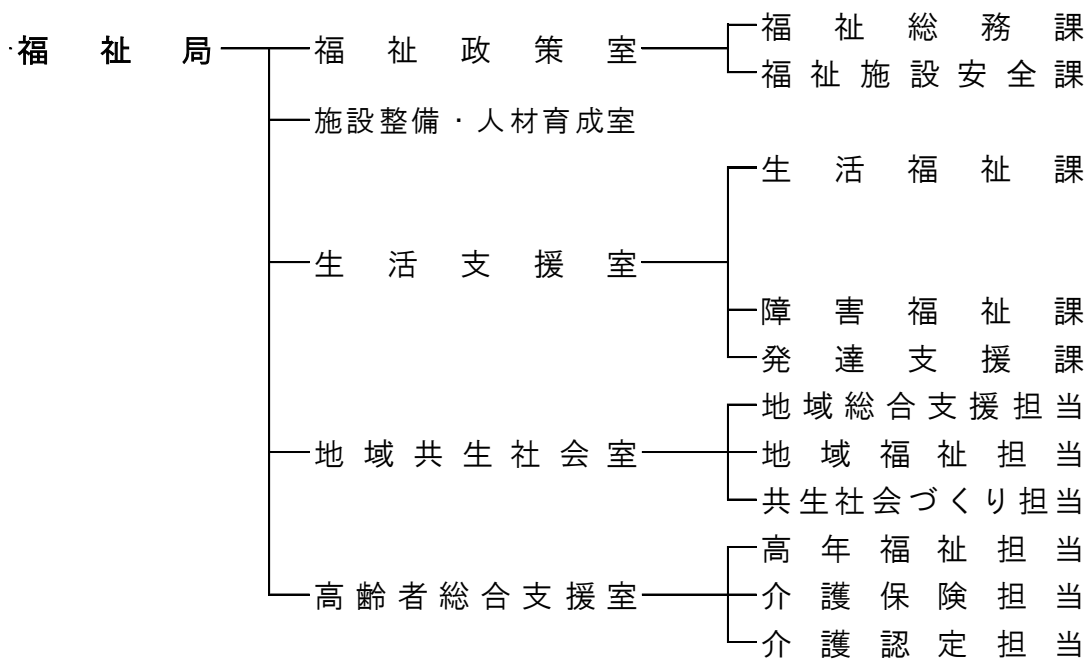 福祉局
福祉政策室
福祉総務課
福祉施設安全課
施設整備・人材育成室
生活支援室
生活福祉課
障害福祉課
発達支援課
地域共生社会室
地域総合支援担当
地域福祉担当
共生社会づくり担当
高齢者総合支援室
高年福祉担当
介護保険担当
介護認定担当